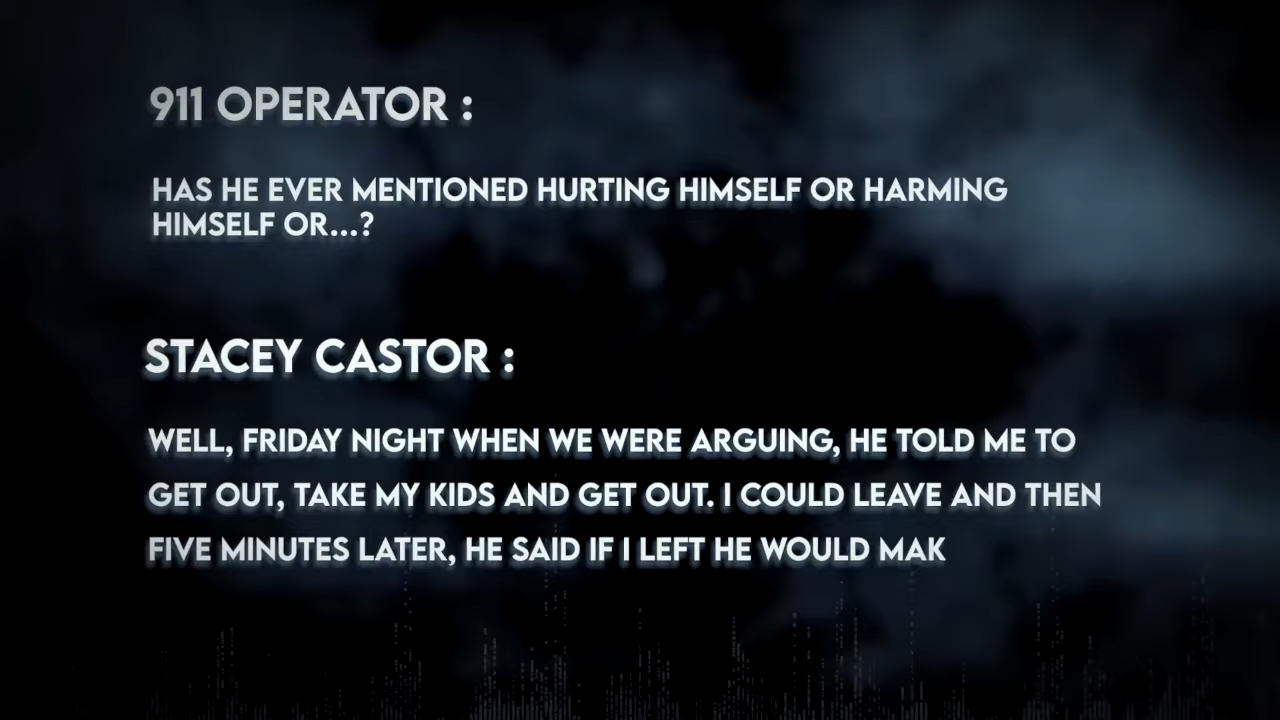 911 OPERATOR :
HAS HE EVER MENTIONED HURTING HIMSELF OR HARMING
HIMSELF OR...?
STACEY CASTOR :
WELL, FRIDAY NIGHT WHEN WE WERE ARGUING, HE TOLD ME TO
GET OUT, TAKE MY KIDS AND GET OUT. I COULD LEAVE AND THEN
FIVE MINUTES LATER, HE SAID IF I LEFT HE WOULD MAK